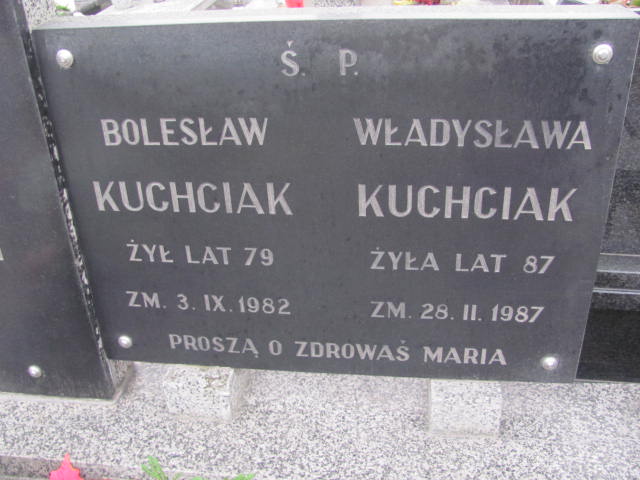 Ś. P.
BOLESŁAW
KUCHCIAK
ŻYŁ LAT 79
ZM. 3. IX. 1982
WŁADYSŁAWA
KUCHCIAK
ŻYŁA LAT 87
ZM. 28. II. 1987
PROSZĄ O ZDROWAŚ MARIA